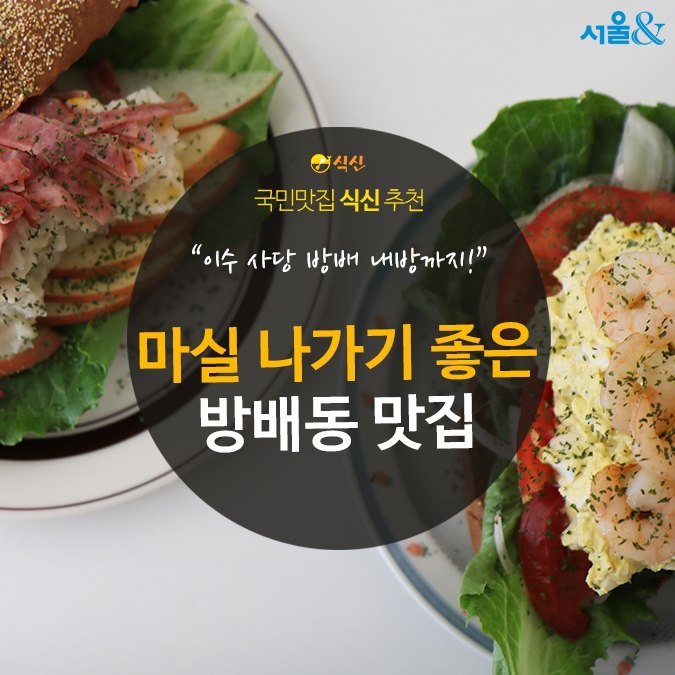 서울&
식신
국민맛집 식신 추천
“이수 사당 방배 내방까지!”
마실 나가기 좋은
방배동 맛집